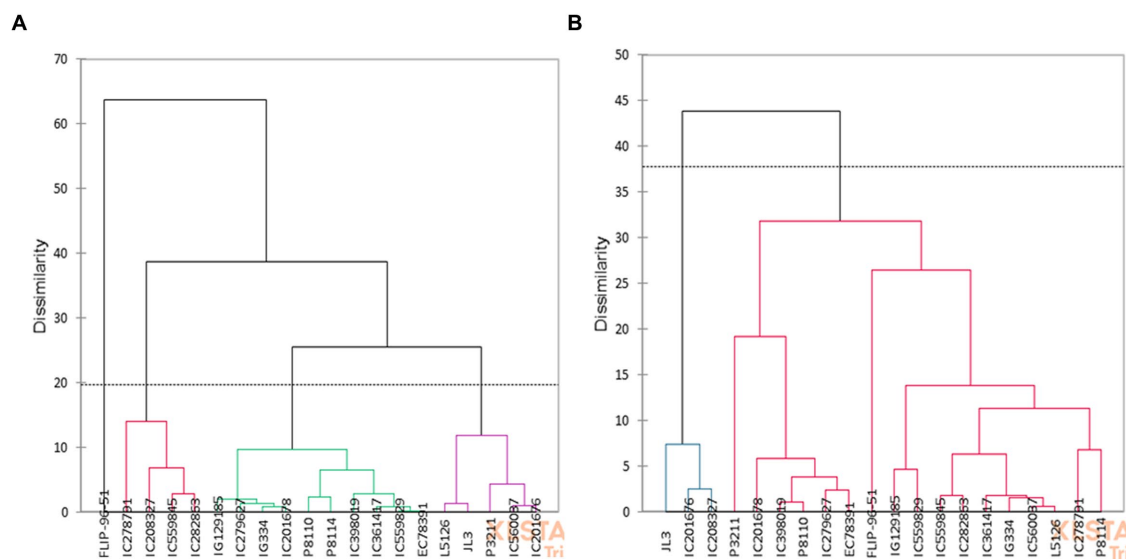 A
B
70
60
50
40
30
20
10
0
Dissimilarity
FLIP-96-51
IC278791
IC208327
IC559845
IC282853
IG129185
IC279627
IG334
IC201678
P8110
P8114
IC398019
IC361417
IC559829
EC78391
L5126
JL3
P3211
IC560037
IC201676
50
45
40
35
30
25
20
15
10
5
0
Dissimilarity
JL3
IC201676
IC208327
P3211
IC201678
IC398019
P8110
IC279627
EC78391
FLIP-96-51
IG129185
IC559829
IC559845
IC282853
IC361417
IG334
IC560037
L5126
IC278791
P8114
Tri
Tri